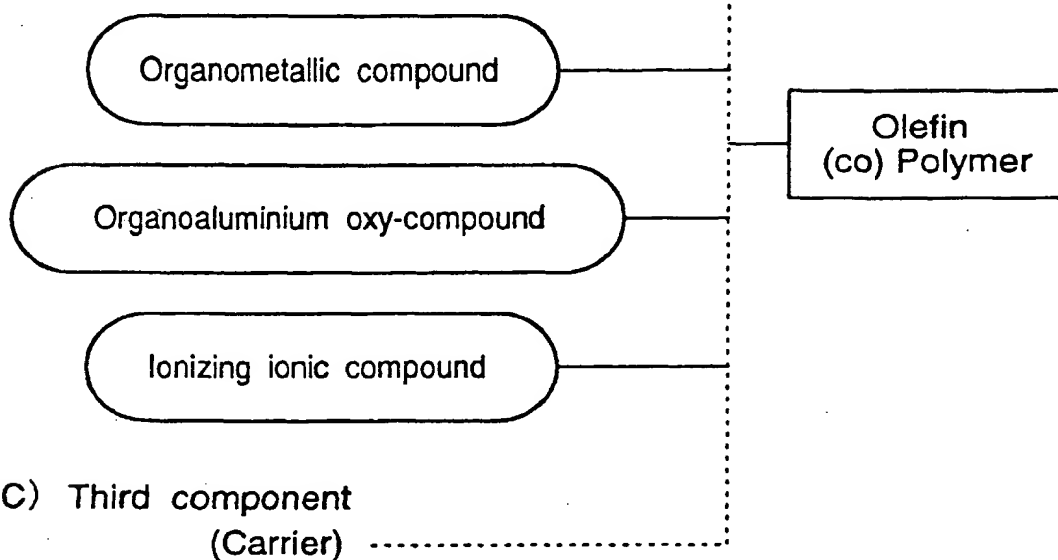 Organometallic compound
Olefin
(co) Polymer
Organoaluminium oxy-compound
Ionizing ionic compound
C) Third component
(Carrier)